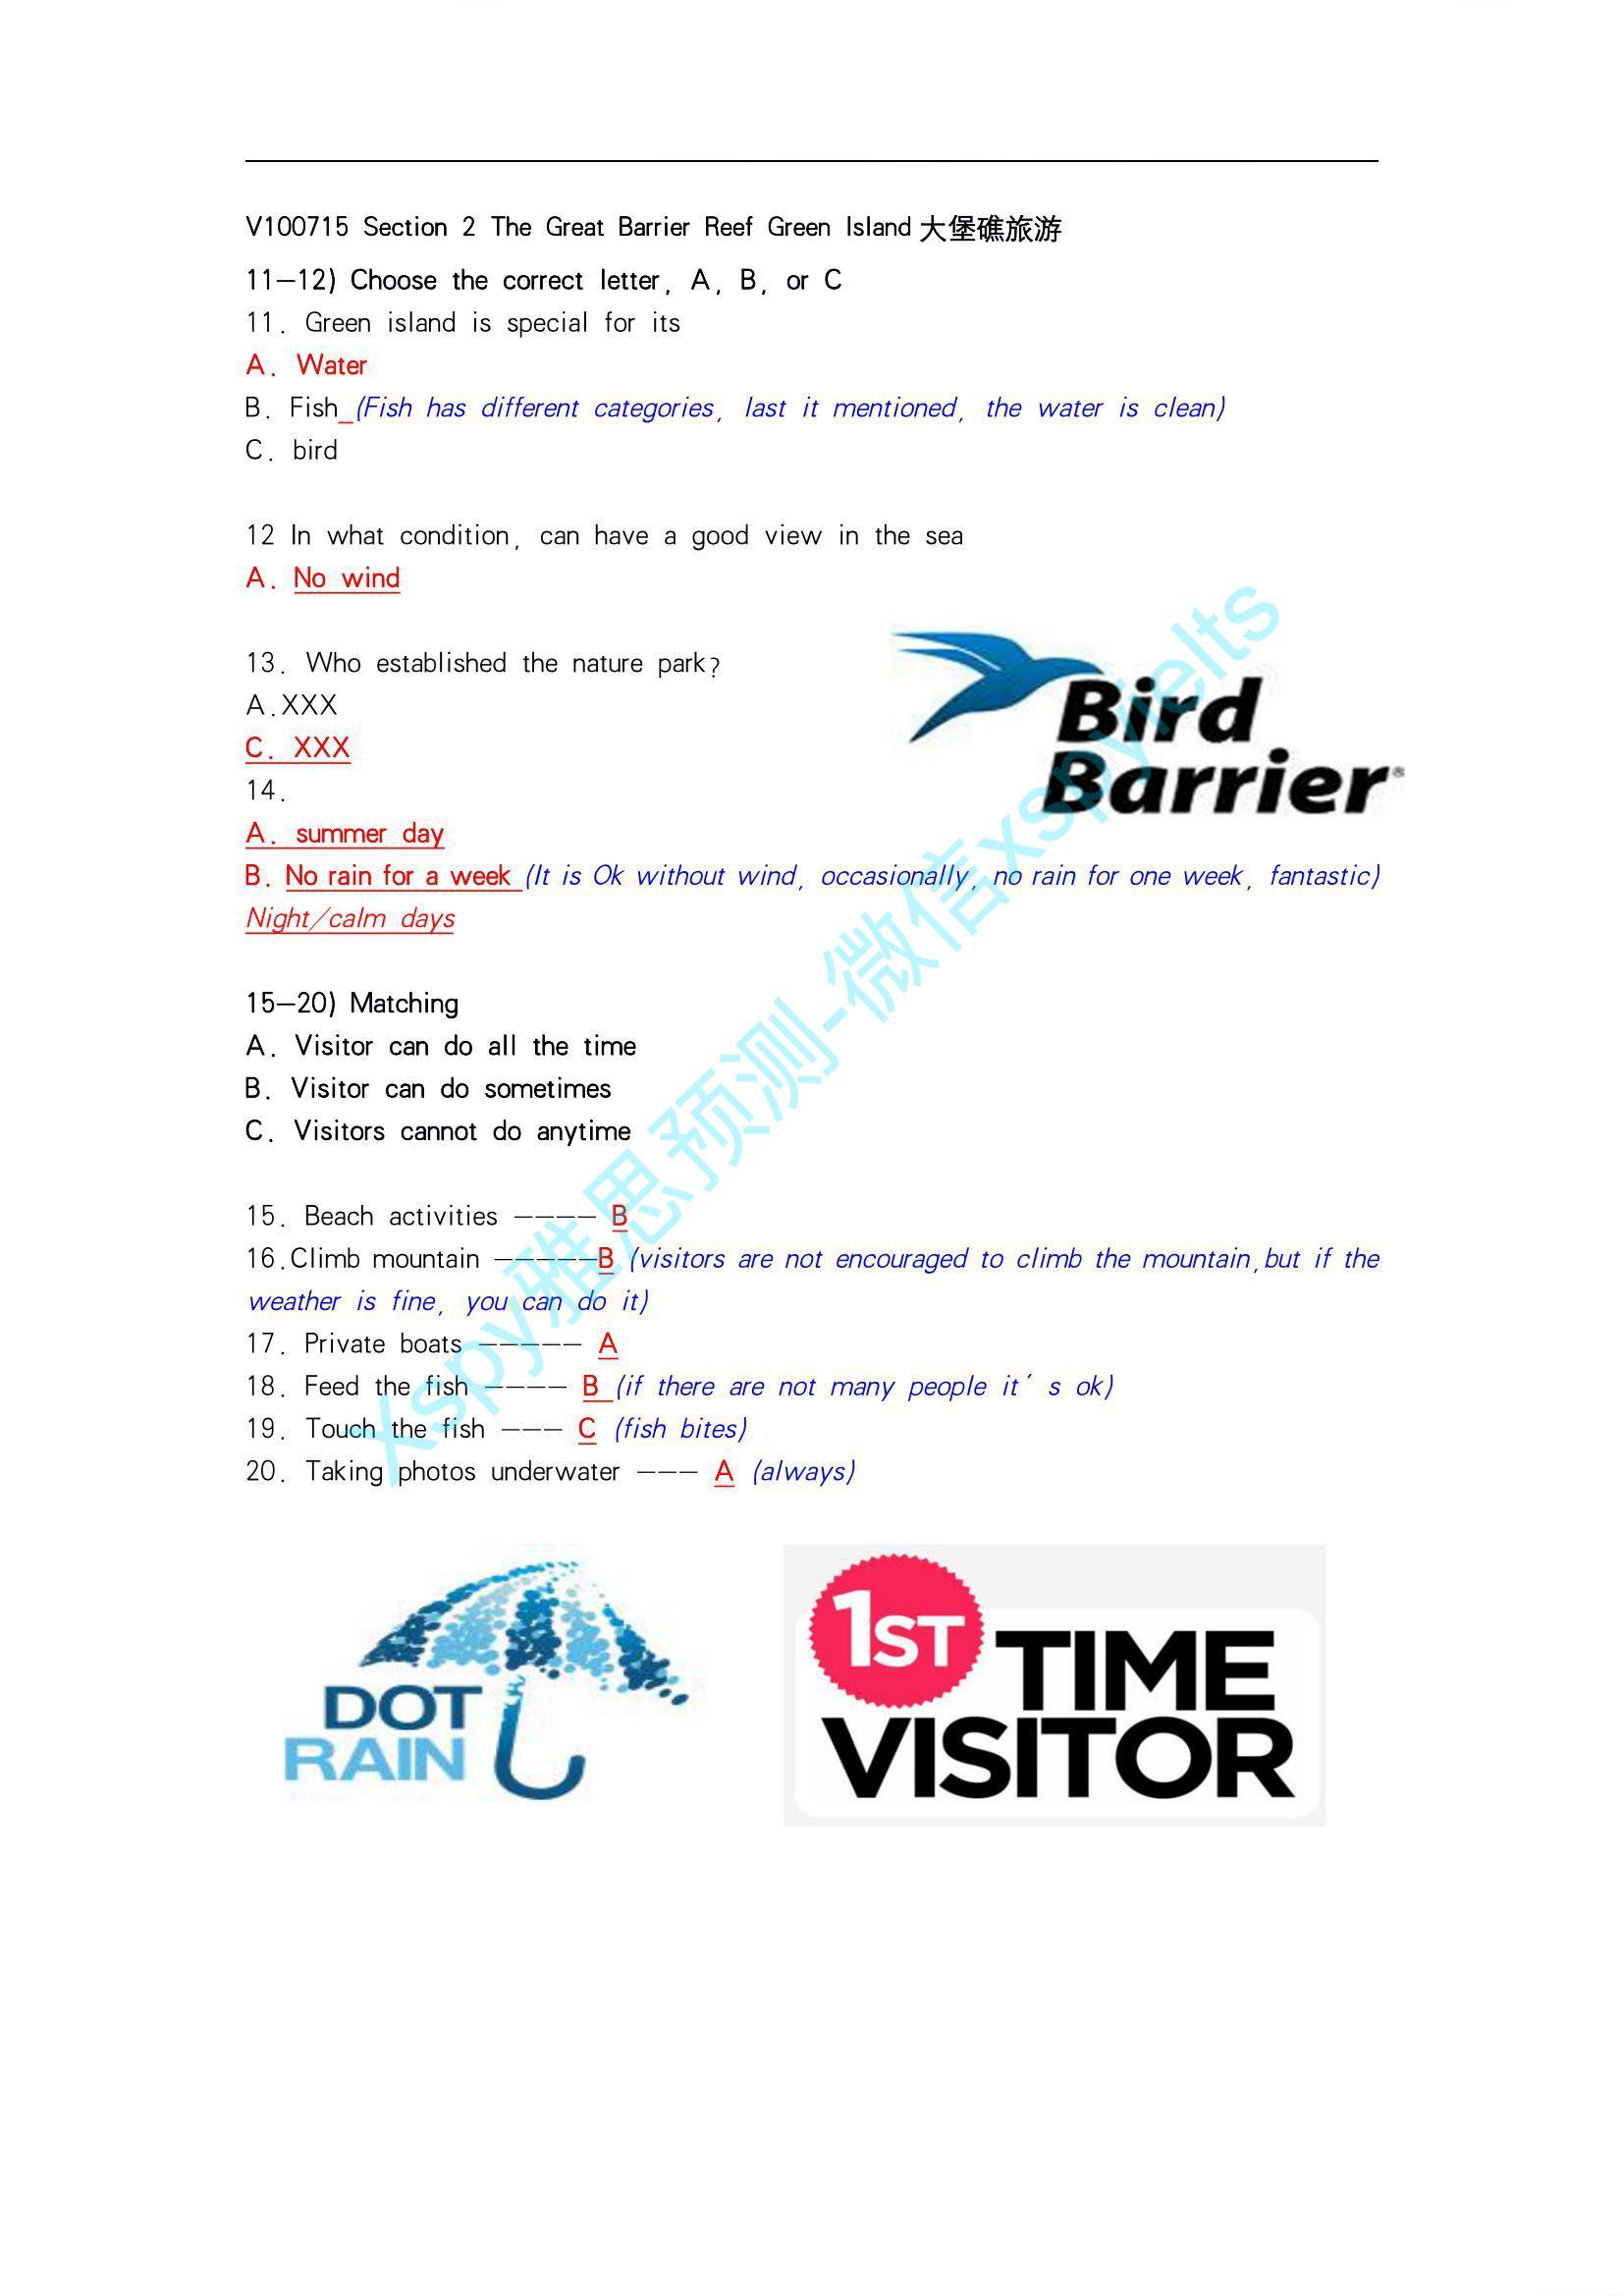 V100715 Section 2 The Great Barrier Reef Green Island 大堡礁旅游
11-12) Choose the correct letter, A, B, or C
11. Green island is special for its
A. Water
B. Fish (Fish has different categories, last it mentioned, the water is clean)
C. bird
12 In what condition, can have a good view in the sea
A. No wind
13. Who established the nature park?
A.XXX
C. XXX
14.
A. summer day
B. No rain for a week (It is Ok without wind, occasionally, no rain for one week, fantastic)
Night/calm days
Bird
Barrier®
15-20) Matching
A. Visitor can do all the time
B. Visitor can do sometimes
C. Visitors cannot do anytime
15. Beach activities ---- B
16.Climb mountain -----B (visitors are not encouraged to climb the mountain,but if the
weather is fine, you can do it)
17. Private boats ----- A
18. Feed the fish ---- B (if there are not many people it´s ok)
19. Touch the fish --- C (fish bites)
20. Taking photos underwater --- A (always)
Xspy雅思预测-微信xspyielts
DOT
RAIN
1ST TIME
VISITOR